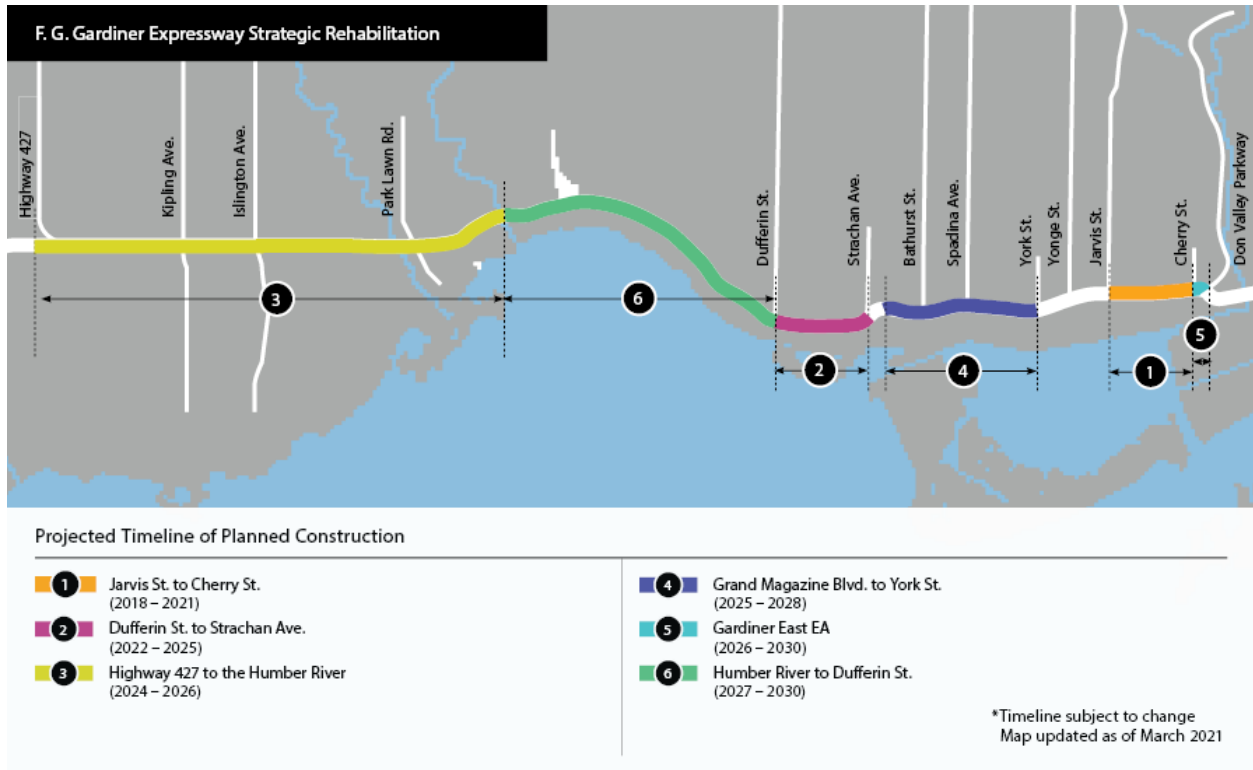 F. G. Gardiner Expressway Strategic Rehabilitation
Highway 427
Kipling Ave.
Islington Ave.
Park Lawn Rd.
Dufferin St.
Strachan Ave.
Bathurst St.
Spadina Ave.
York St.
Yonge St.
Jarvis St.
Cherry St.
Don Valley Parkway
3
6
2
4
1
5
Projected Timeline of Planned Construction
1 Jarvis St. to Cherry St.
(2018 – 2021)
2 Dufferin St. to Strachan Ave.
(2022 – 2025)
3 Highway 427 to the Humber River
(2024 – 2026)
4 Grand Magazine Blvd. to York St.
(2025 – 2028)
5 Gardiner East EA
(2026 – 2030)
6 Humber River to Dufferin St.
(2027 – 2030)
*Timeline subject to change
Map updated as of March 2021